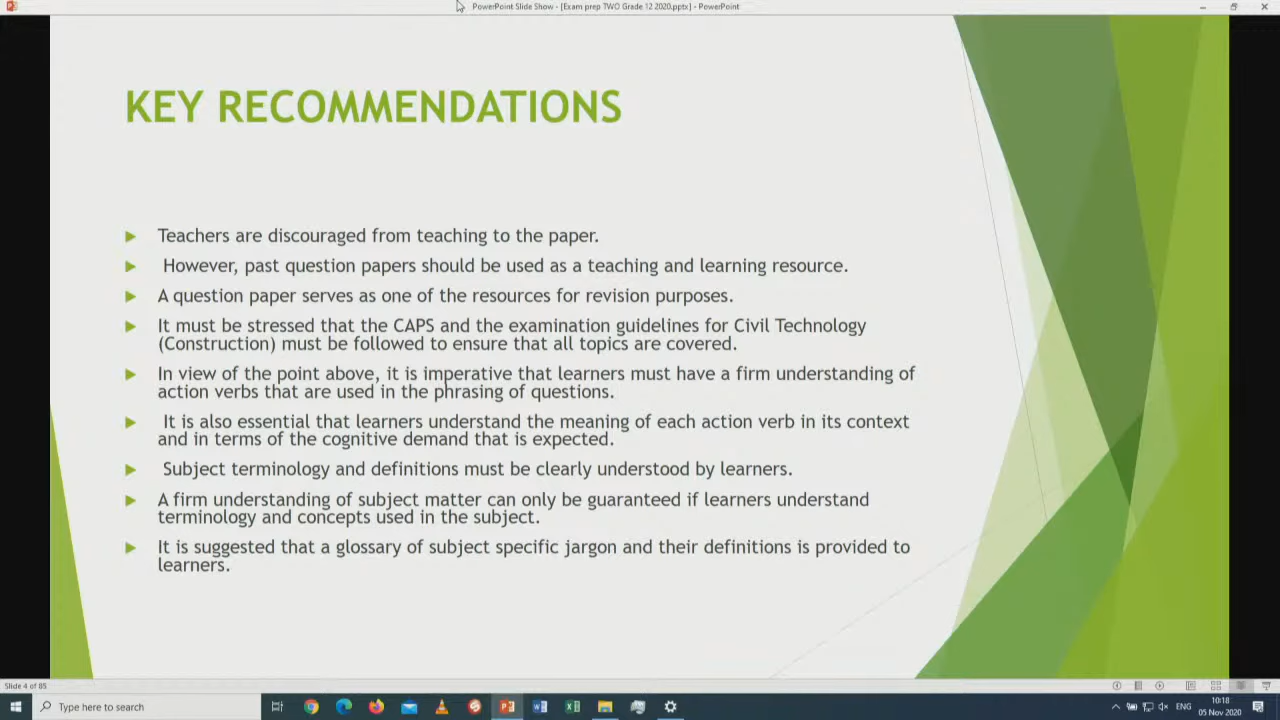 PowerPoint Slide Show - [Exam prep TWO Grade 12 2020.pptx] - PowerPoint
KEY RECOMMENDATIONS
Teachers are discouraged from teaching to the paper.
However, past question papers should be used as a teaching and learning resource.
A question paper serves as one of the resources for revision purposes.
It must be stressed that the CAPS and the examination guidelines for Civil Technology
(Construction) must be followed to ensure that all topics are covered.
In view of the point above, it is imperative that learners must have a firm understanding of
action verbs that are used in the phrasing of questions.
It is also essential that learners understand the meaning of each action verb in its context
and in terms of the cognitive demand that is expected.
Subject terminology and definitions must be clearly understood by learners.
A firm understanding of subject matter can only be guaranteed if learners understand
terminology and concepts used in the subject.
It is suggested that a glossary of subject specific jargon and their definitions is provided to
learners.
Slide 4 of 85
Type here to search
ENG
10:18
05 Nov 2020